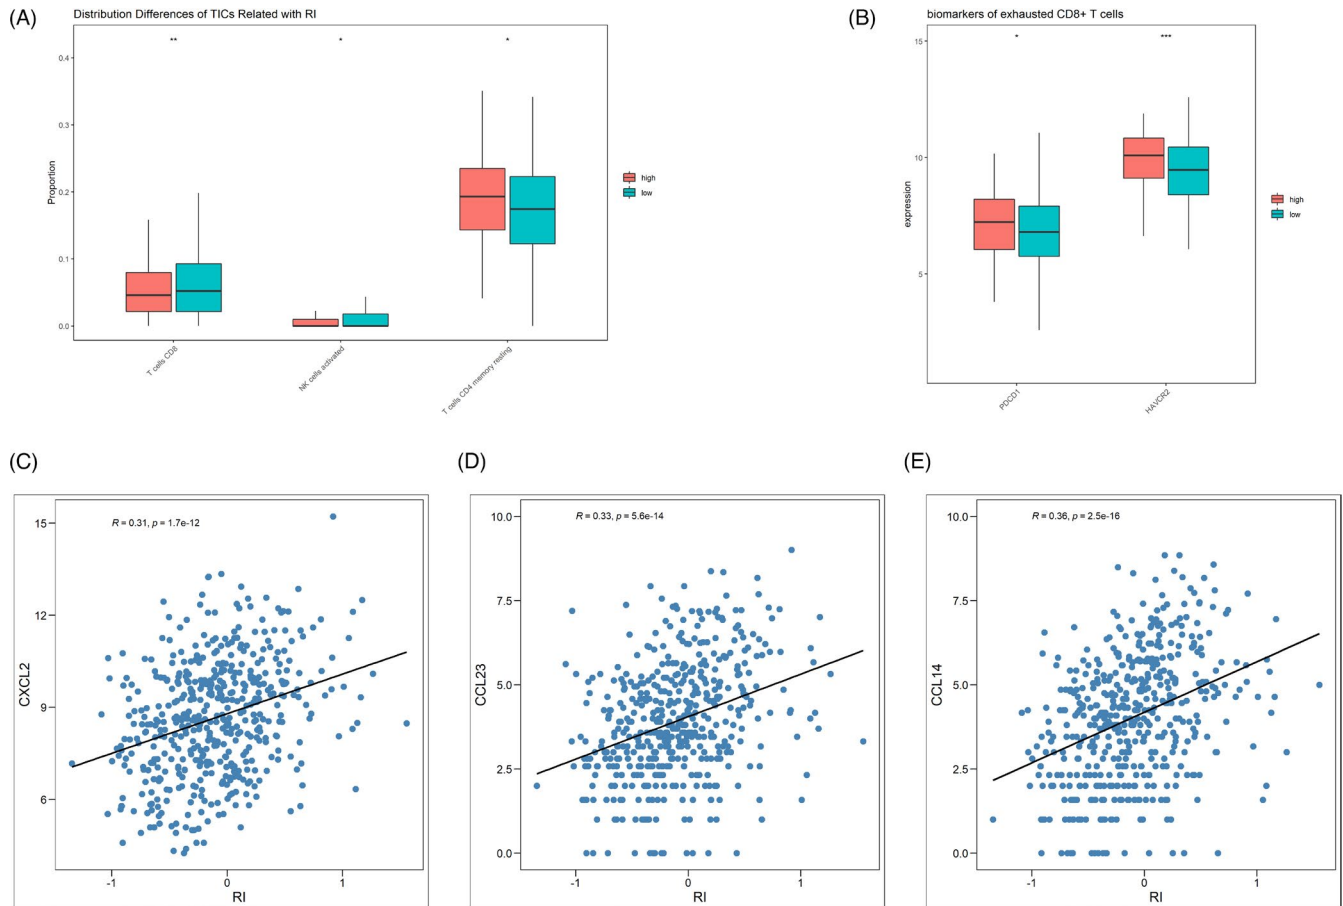 (A)
Distribution Differences of TICs Related with RI
**
*
*
0.4
0.3
0.2
0.1
0.0
Proportion
T cells CD8
NK cells activated
T cells CD4 memory resting
high
low
(B)
biomarkers of exhausted CD8+ T cells
*
***
15
10
5
expression
PDCD1
HAVCR2
high
low
(C)
R = 0.31, p = 1.7e-12
15
12
9
6
CXCL2
-1
0
1
RI
(D)
R = 0.33, p = 5.6e-14
10.0
7.5
5.0
2.5
0.0
CCL23
-1
0
1
RI
(E)
R = 0.36, p = 2.5e-16
10.0
7.5
5.0
2.5
0.0
CCL14
-1
0
1
RI